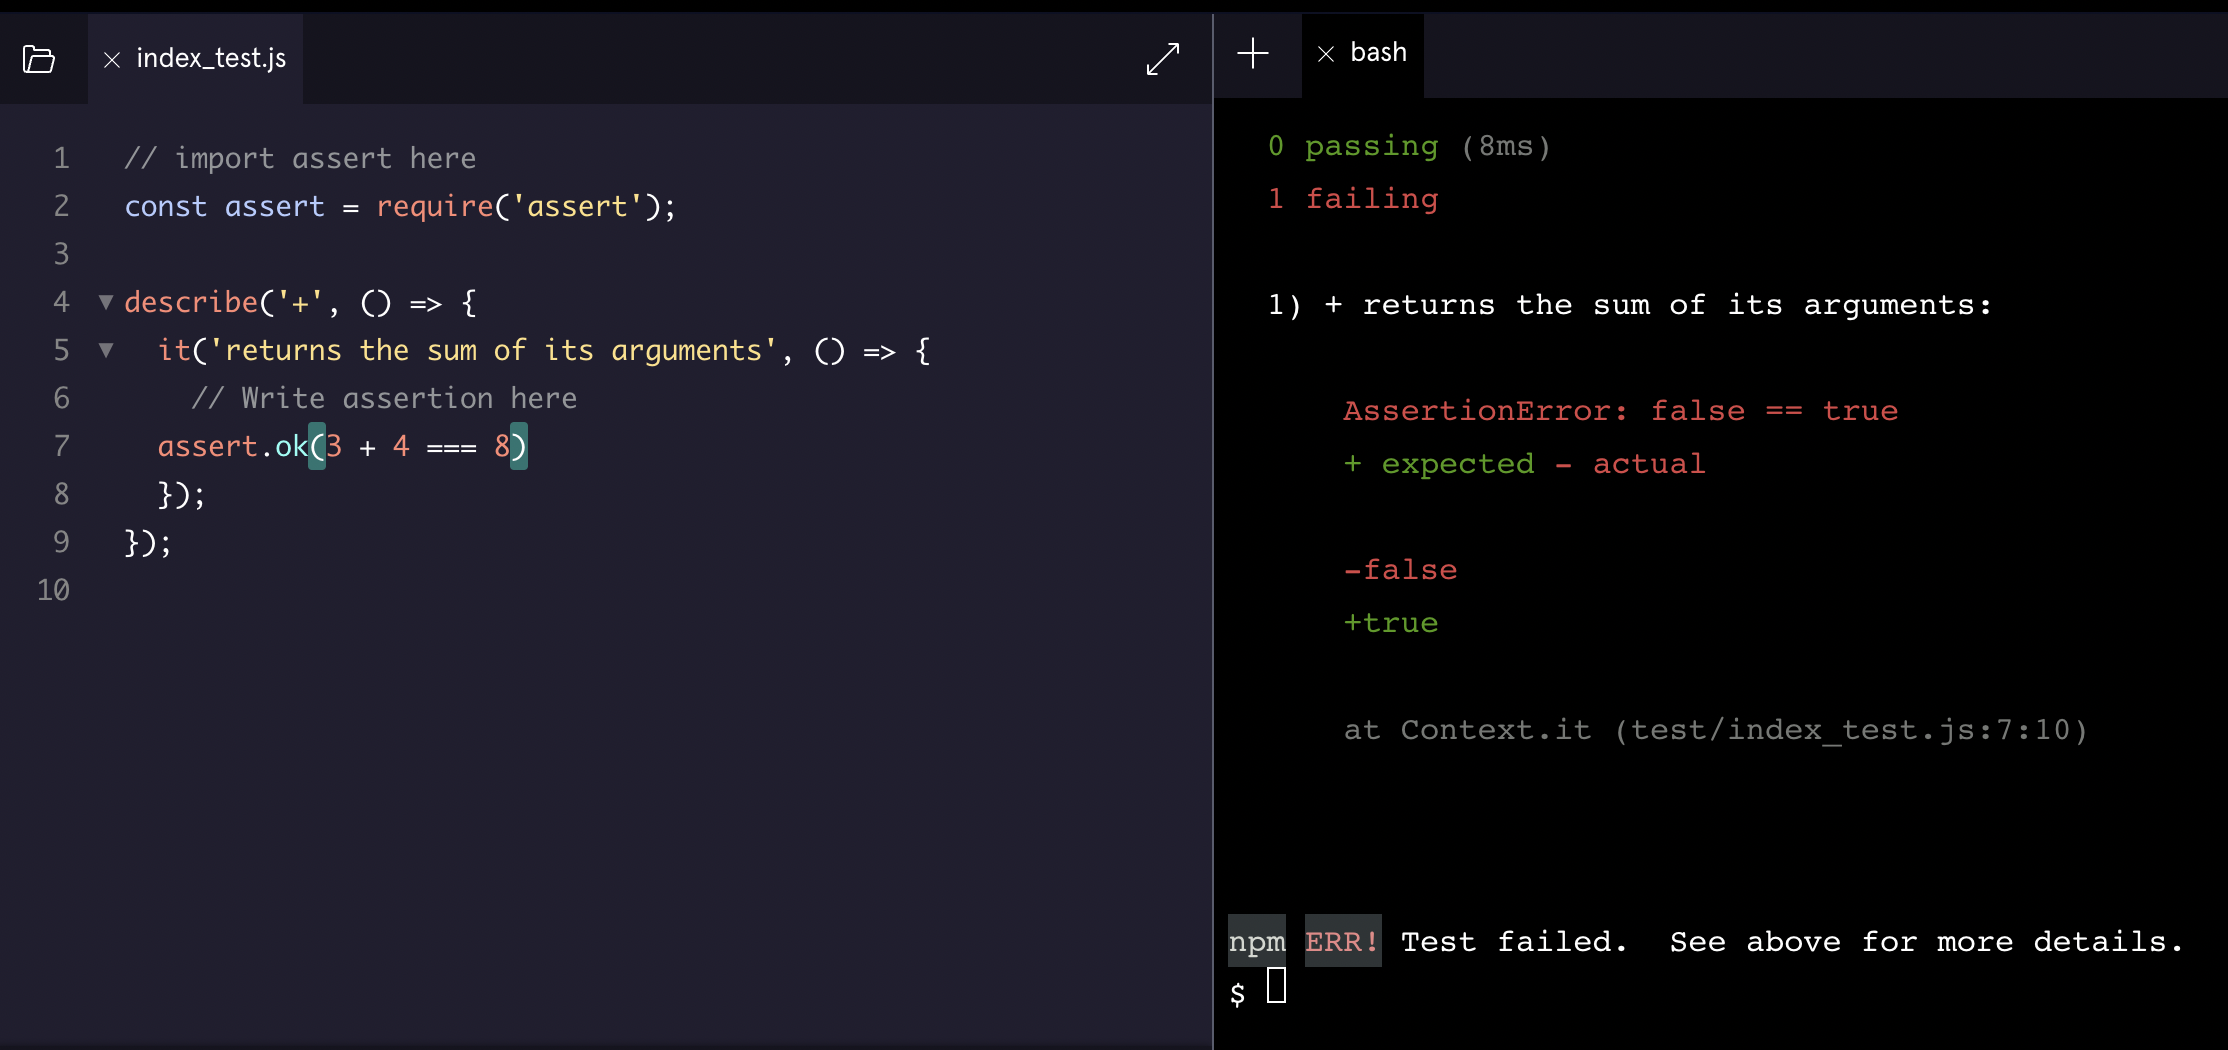 index_test.js
1 // import assert here
2 const assert = require('assert');
3
4 describe('+', () => {
5 it('returns the sum of its arguments', () => {
6 // Write assertion here
7 assert.ok(3 + 4 === 8)
8 });
9 });
10
bash
0 passing (8ms)
1 failing
1) + returns the sum of its arguments:
AssertionError: false == true
+ expected - actual
-false
+true
at Context.it (test/index_test.js:7:10)
npm ERR! Test failed.  See above for more details.
$